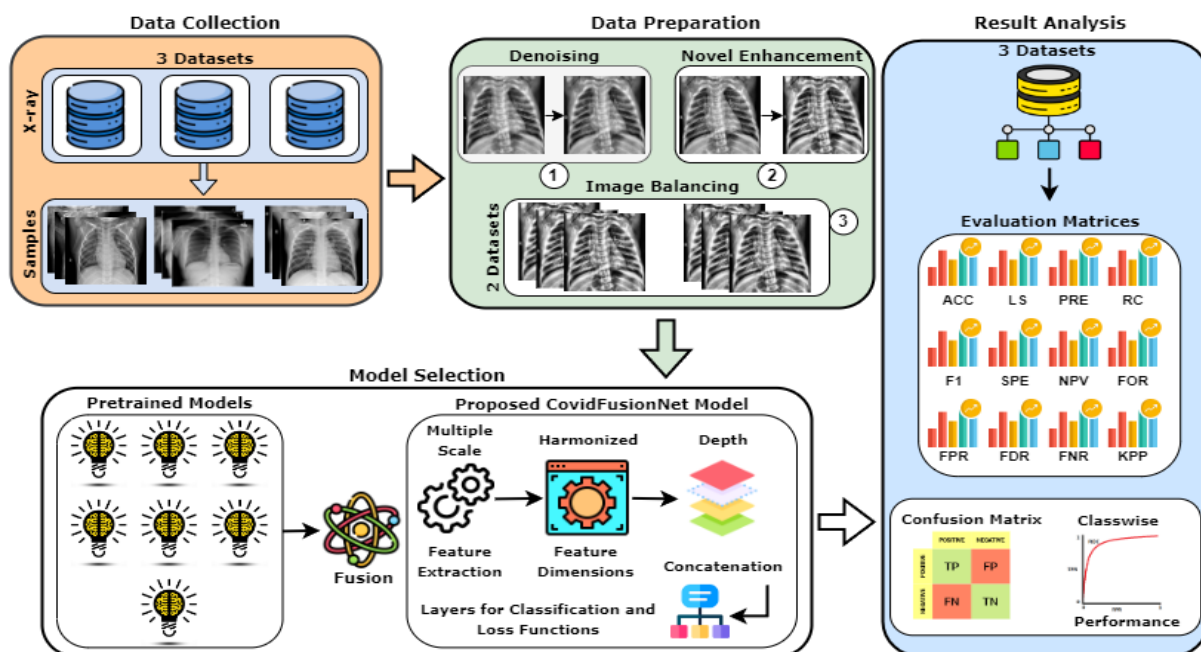 Data Collection
3 Datasets
X-ray
Samples
Data Preparation
Denoising
Novel Enhancement
1
2
Image Balancing
3
2 Datasets
Model Selection
Pretrained Models
Fusion
Proposed CovidFusionNet Model
Multiple
Scale
Harmonized
Depth
Feature
Extraction
Feature
Dimensions
Concatenation
Layers for Classification and
Loss Functions
Result Analysis
3 Datasets
Evaluation Matrices
ACC LS PRE RC
F1 SPE NPV FOR
FPR FDR FNR KPP
Confusion Matrix
POSITIVE NEGATIVE
POSITIVE
TP FP
NEGATIVE
FN TN
Classwise
Performance